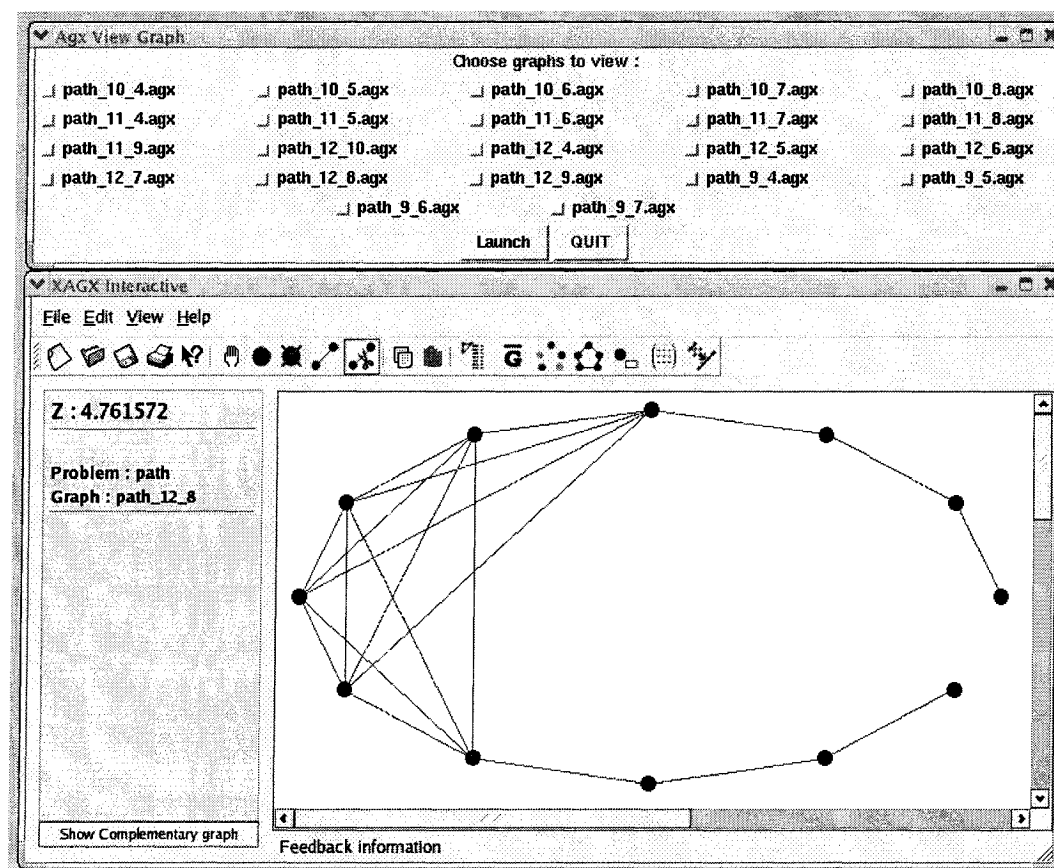 Agx View Graph
Choose graphs to view :
path_10_4.agx path_10_5.agx path_10_6.agx path_10_7.agx path_10_8.agx
path_11_4.agx path_11_5.agx path_11_6.agx path_11_7.agx path_11_8.agx
path_11_9.agx path_12_10.agx path_12_4.agx path_12_5.agx path_12_6.agx
path_12_7.agx path_12_8.agx path_12_9.agx path_9_4.agx path_9_5.agx
path_9_6.agx path_9_7.agx
Launch QUIT
XAGX Interactive
File Edit View Help
G
Z : 4.761572
Problem : path
Graph : path_12_8
Show Complementary graph
Feedback information